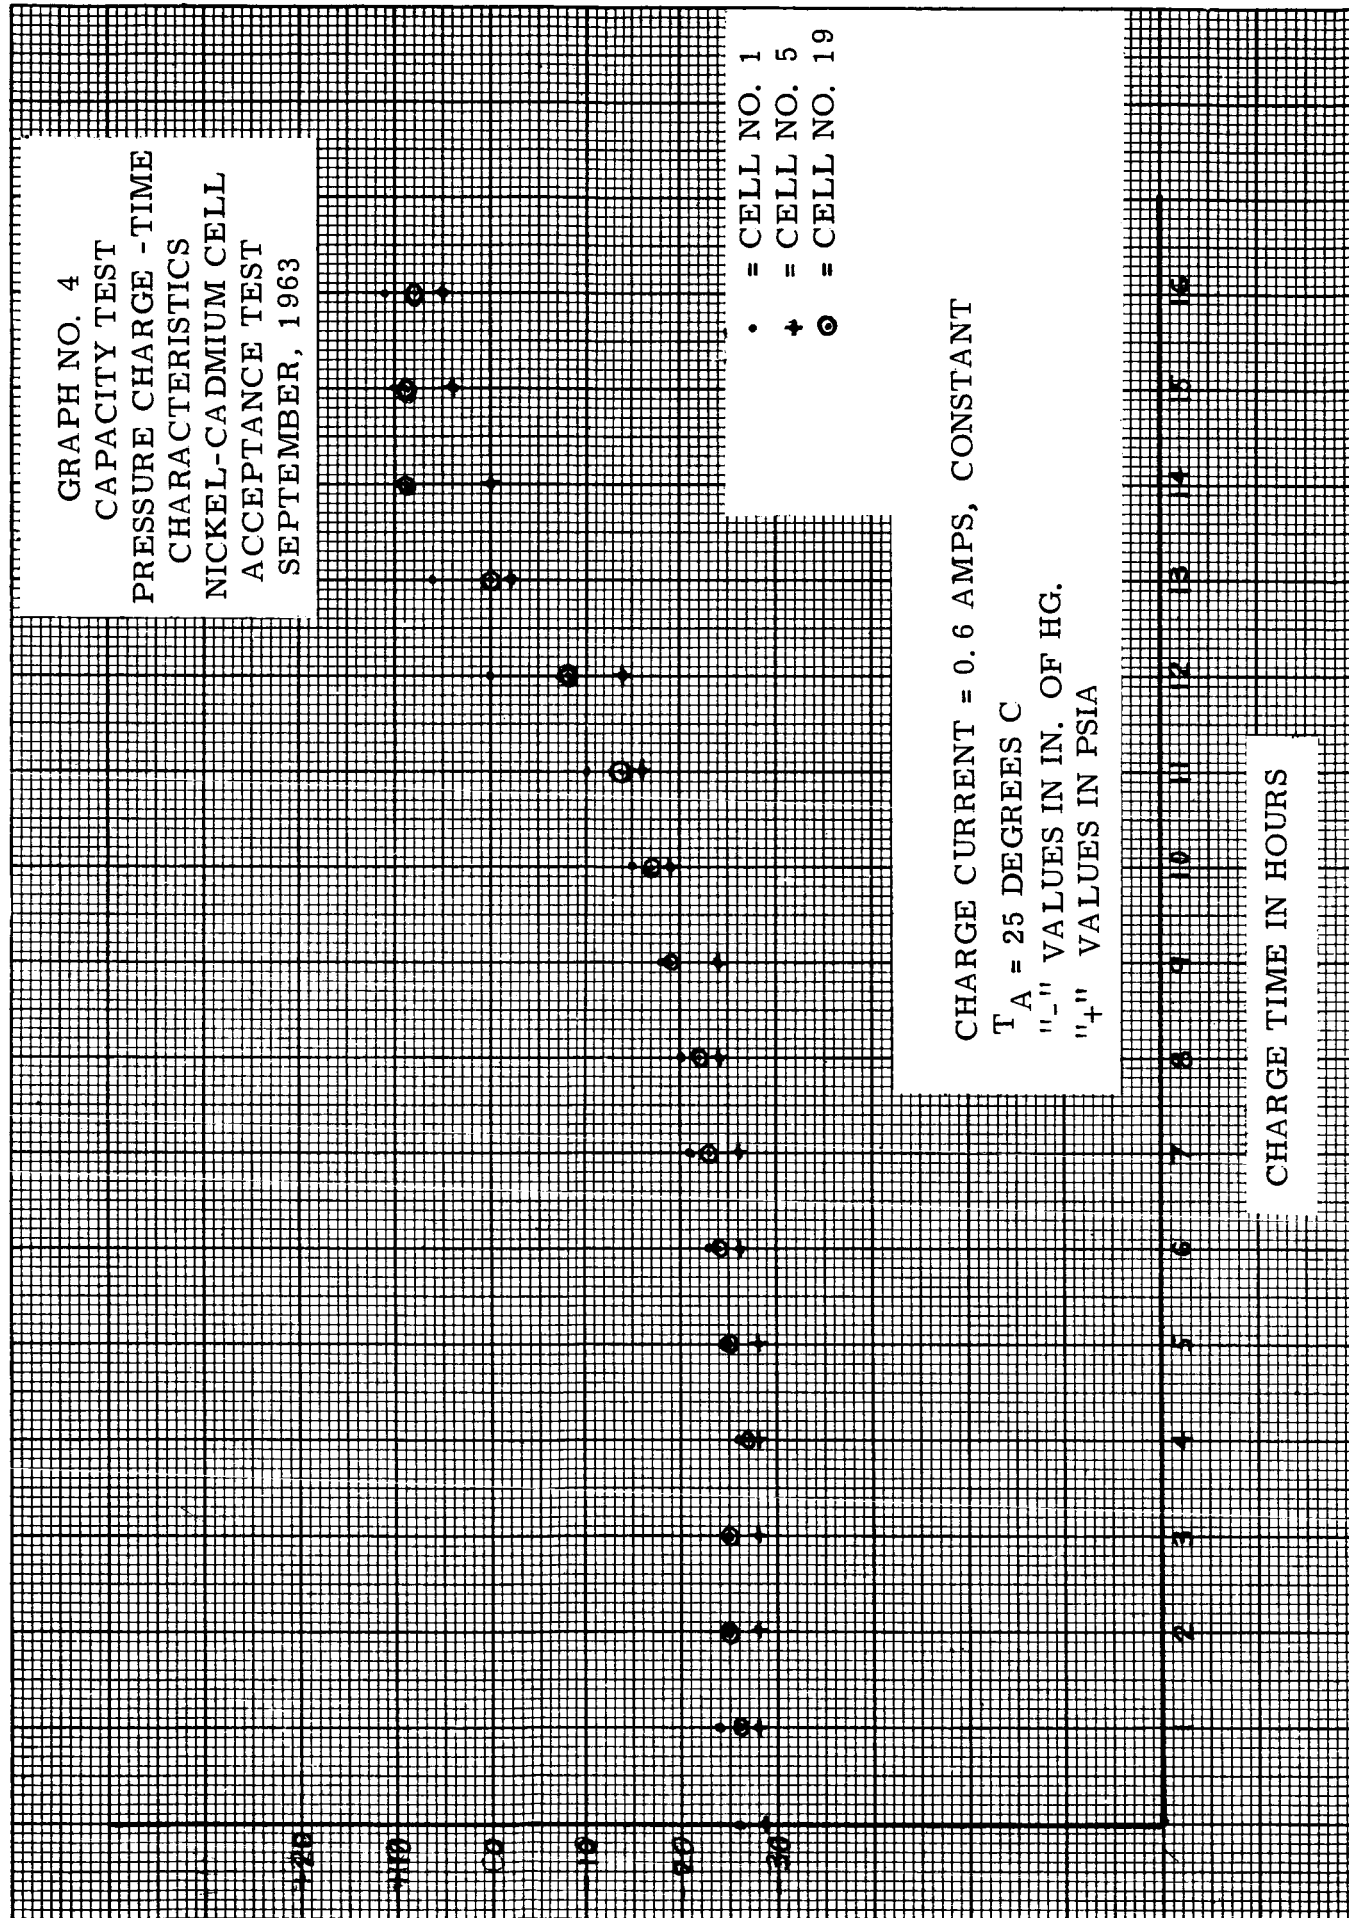 GRAPH NO. 4
CAPACITY TEST
PRESSURE CHARGE -TIME
CHARACTERISTICS
NICKEL-CADMIUM CELL
ACCEPTANCE TEST
SEPTEMBER, 1963
• = CELL NO. 1
+ = CELL NO. 5
⊙ = CELL NO. 19
CHARGE CURRENT = 0.6 AMPS, CONSTANT
T A = 25 DEGREES C
"-" VALUES IN IN. OF HG.
"+" VALUES IN PSIA
+20
+10
00
-10
-20
-30
1 2 3 4 5 6 7 8 9 10 11 12 13 14 15 16
CHARGE TIME IN HOURS